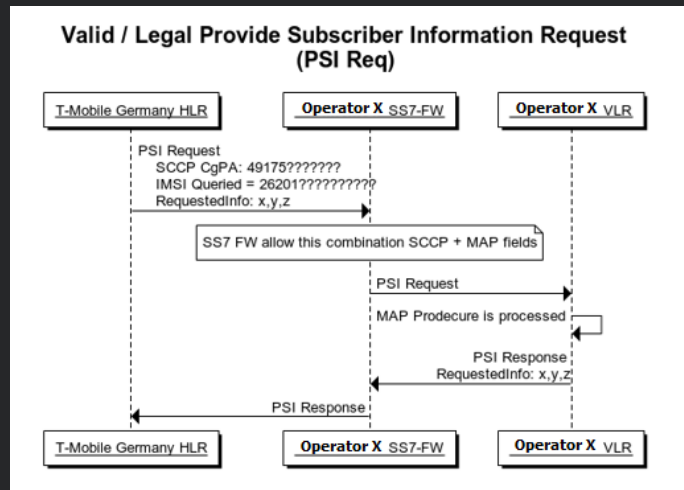 Valid / Legal Provide Subscriber Information Request
(PSI Req)
T-Mobile Germany HLR
Operator X SS7-FW
Operator X VLR
PSI Request
SCCP CgPA: 49175???????
IMSI Queried = 26201??????????
RequestedInfo: x,y,z
SS7 FW allow this combination SCCP + MAP fields
PSI Request
MAP Prodecure is processed
PSI Response
RequestedInfo: x,y,z
PSI Response
T-Mobile Germany HLR
Operator X SS7-FW
Operator X VLR